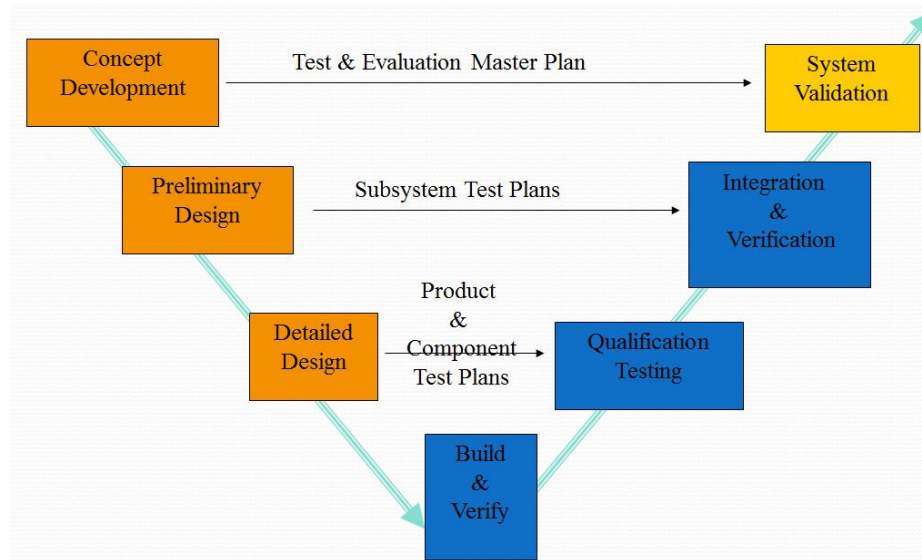 Concept
Development
Test & Evaluation Master Plan
System
Validation
Preliminary
Design
Subsystem Test Plans
Integration
&
Verification
Detailed
Design
Product
&
Component
Test Plans
Qualification
Testing
Build
&
Verify